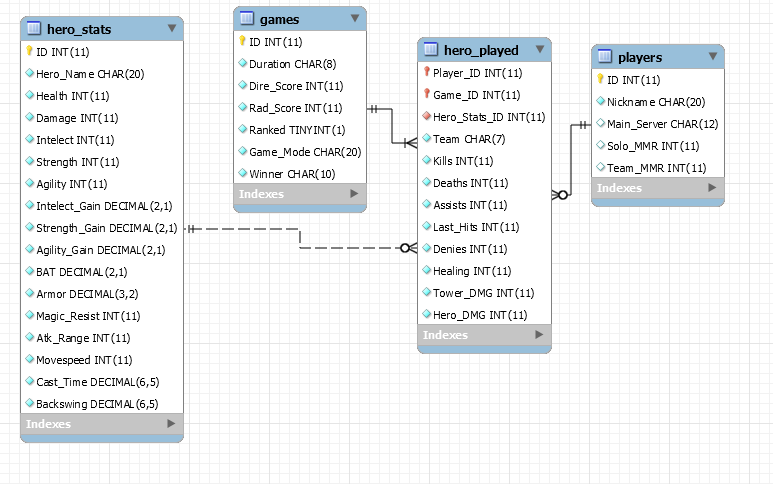 hero_stats
ID INT(11)
Hero_Name CHAR(20)
Health INT(11)
Damage INT(11)
Intelect INT(11)
Strength INT(11)
Agility INT(11)
Intelect_Gain DECIMAL(2,1)
Strength_Gain DECIMAL(2,1)
Agility_Gain DECIMAL(2,1)
BAT DECIMAL(2,1)
Armor DECIMAL(3,2)
Magic_Resist INT(11)
Atk_Range INT(11)
Movespeed INT(11)
Cast_Time DECIMAL(6,5)
Backswing DECIMAL(6,5)
Indexes
games
ID INT(11)
Duration CHAR(8)
Dire_Score INT(11)
Rad_Score INT(11)
Ranked TINYINT(1)
Game_Mode CHAR(20)
Winner CHAR(10)
Indexes
hero_played
Player_ID INT(11)
Game_ID INT(11)
Hero_Stats_ID INT(11)
Team CHAR(7)
Kills INT(11)
Deaths INT(11)
Assists INT(11)
Last_Hits INT(11)
Denies INT(11)
Healing INT(11)
Tower_DMG INT(11)
Hero_DMG INT(11)
Indexes
players
ID INT(11)
Nickname CHAR(20)
Main_Server CHAR(12)
Solo_MMR INT(11)
Team_MMR INT(11)
Indexes